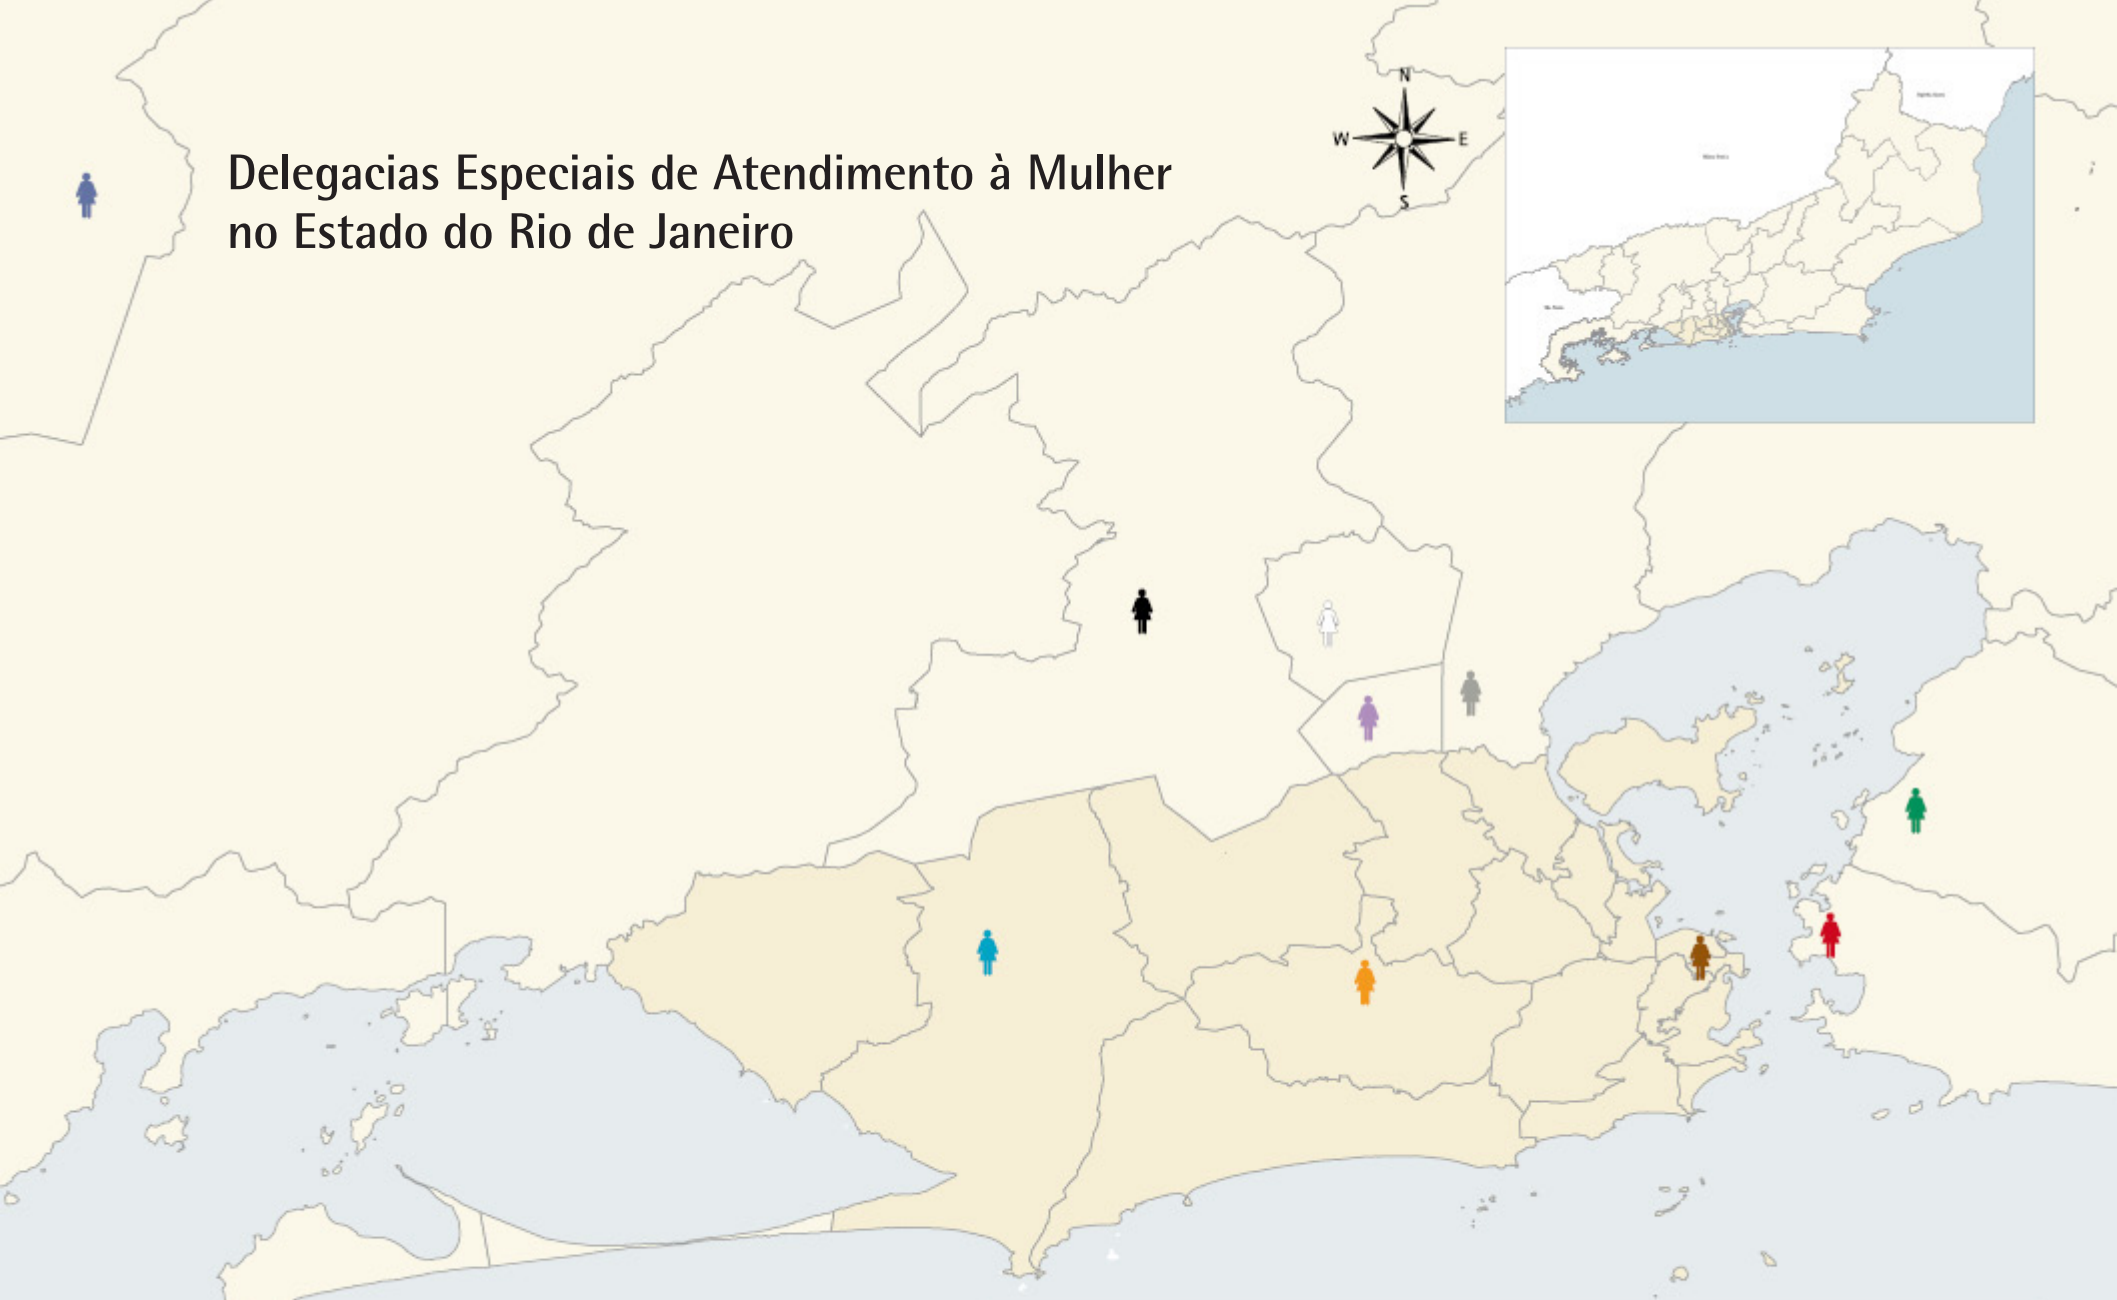 Delegacias Especiais de Atendimento à Mulher
no Estado do Rio de Janeiro
N
W
E
S